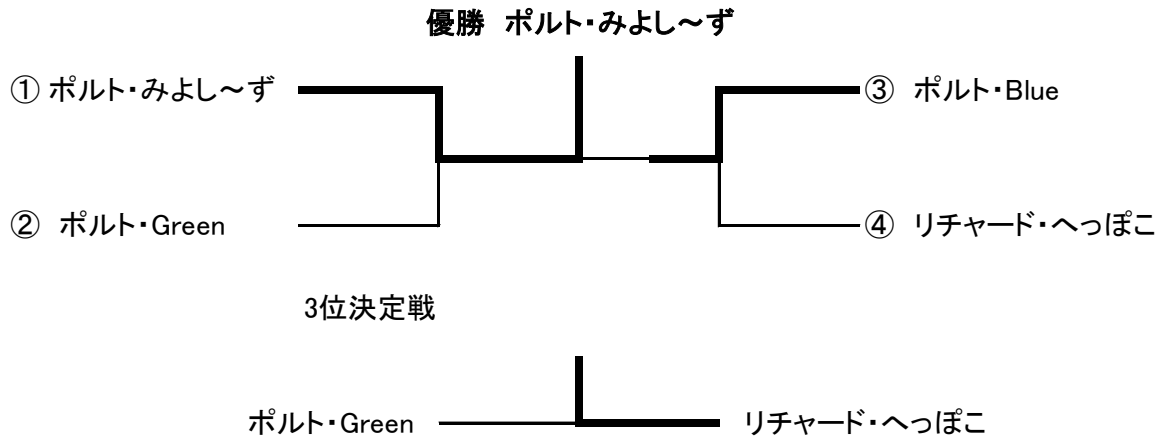 優勝 ポルト・みよし～ず
① ポルト・みよし～ず ③ ポルト・Blue
② ポルト・Green ④ リチャード・へっぽこ
3位決定戦
ポルト・Green リチャード・へっぽこ